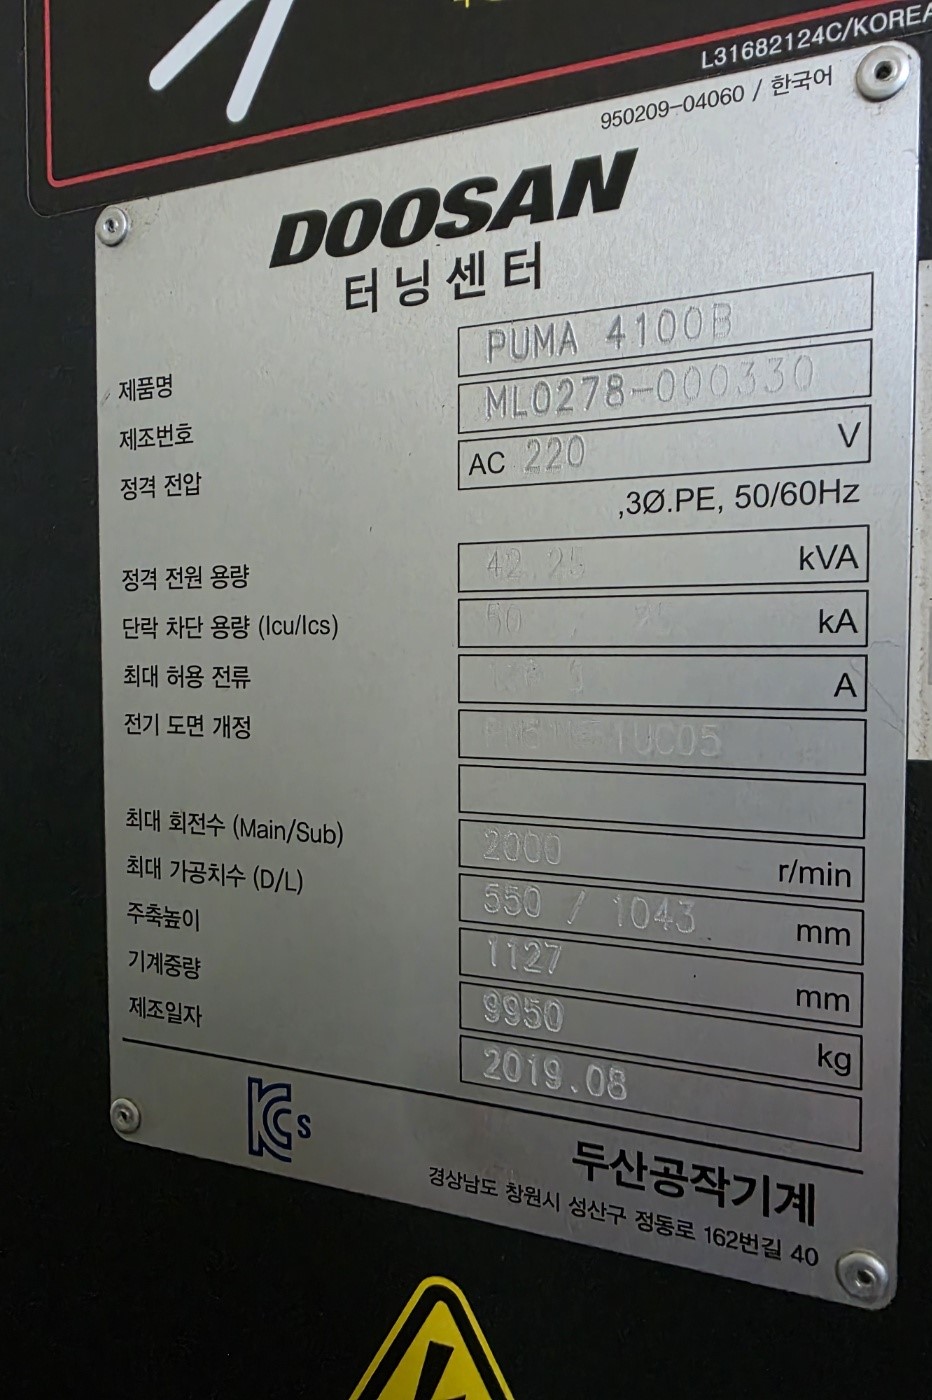 L31682124C/KOREA
950209-04060 / 한국어
DOOSAN
터닝센터
제품명 PUMA 4100B
제조번호 ML0278-000330
정격 전압 AC 220 V
,3Ø.PE, 50/60Hz
정격 전원 용량 42.25 kVA
단락 차단 용량 (Icu/Ics) 50 kA
최대 허용 전류 A
전기 도면 개정
최대 회전수 (Main/Sub) 2000 r/min
최대 가공치수 (D/L) 550 / 1043 mm
주축높이 1127 mm
기계중량 9950 kg
제조일자 2019.08
KCs
두산공작기계
경상남도 창원시 성산구 정동로 162번길 40